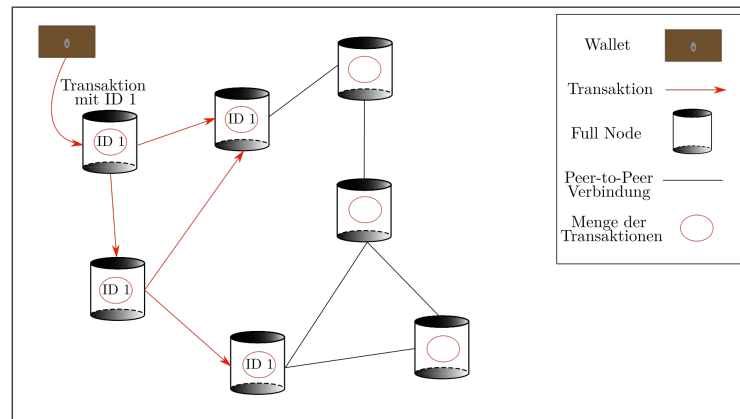 Transaktion
mit ID 1
ID 1
ID 1
ID 1
ID 1
Wallet
Transaktion
Full Node
Peer-to-Peer
Verbindung
Menge der
Transaktionen